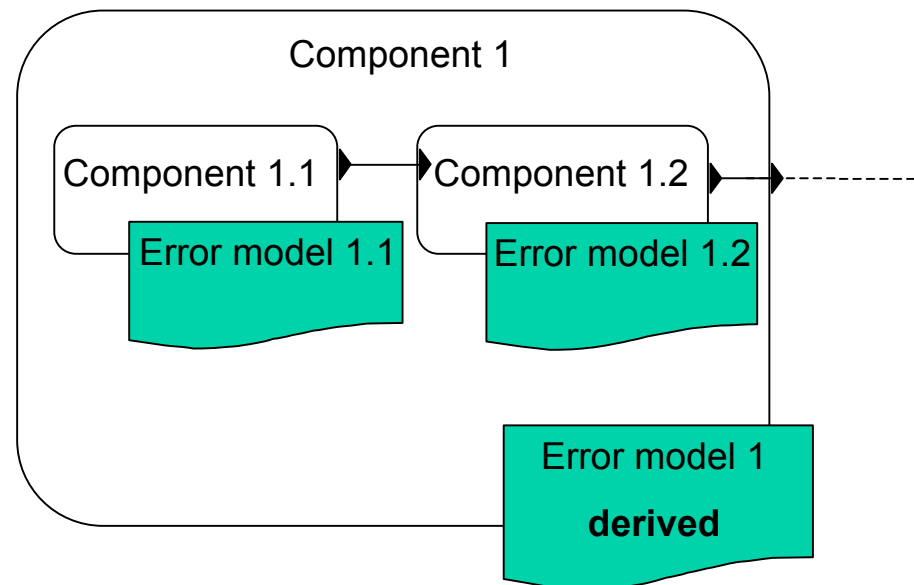 Component 1
Component 1.1
Component 1.2
Error model 1.1
Error model 1.2
Error model 1
derived